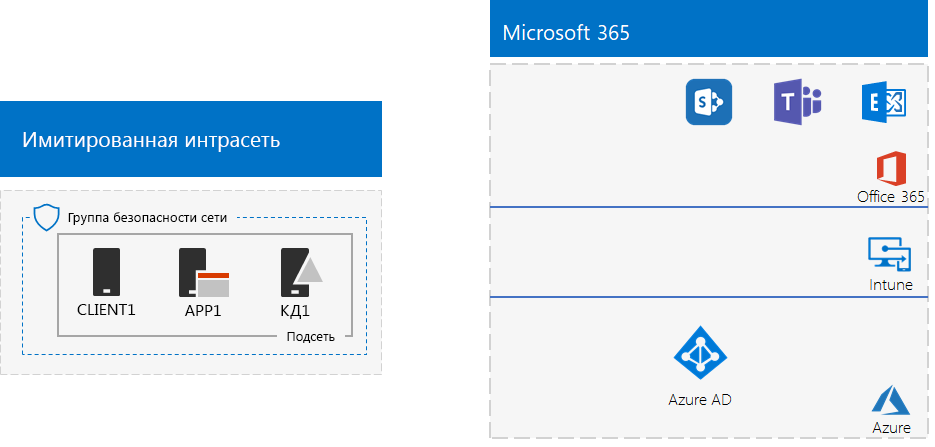 Имитированная интрасеть
Группа безопасности сети
CLIENT1
APP1
КД1
Подсеть
Microsoft 365
S
T
E
Office 365
Intune
Azure AD
Azure